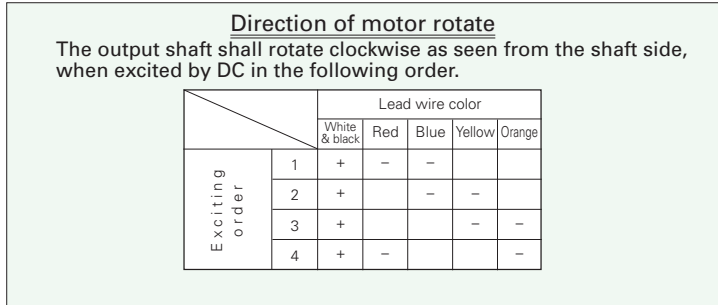 Direction of motor rotate
The output shaft shall rotate clockwise as seen from the shaft side,
when excited by DC in the following order.
Lead wire color
White & black Red Blue Yellow Orange
Exciting order
1 + – –
2 + – –
3 + – –
4 + – –